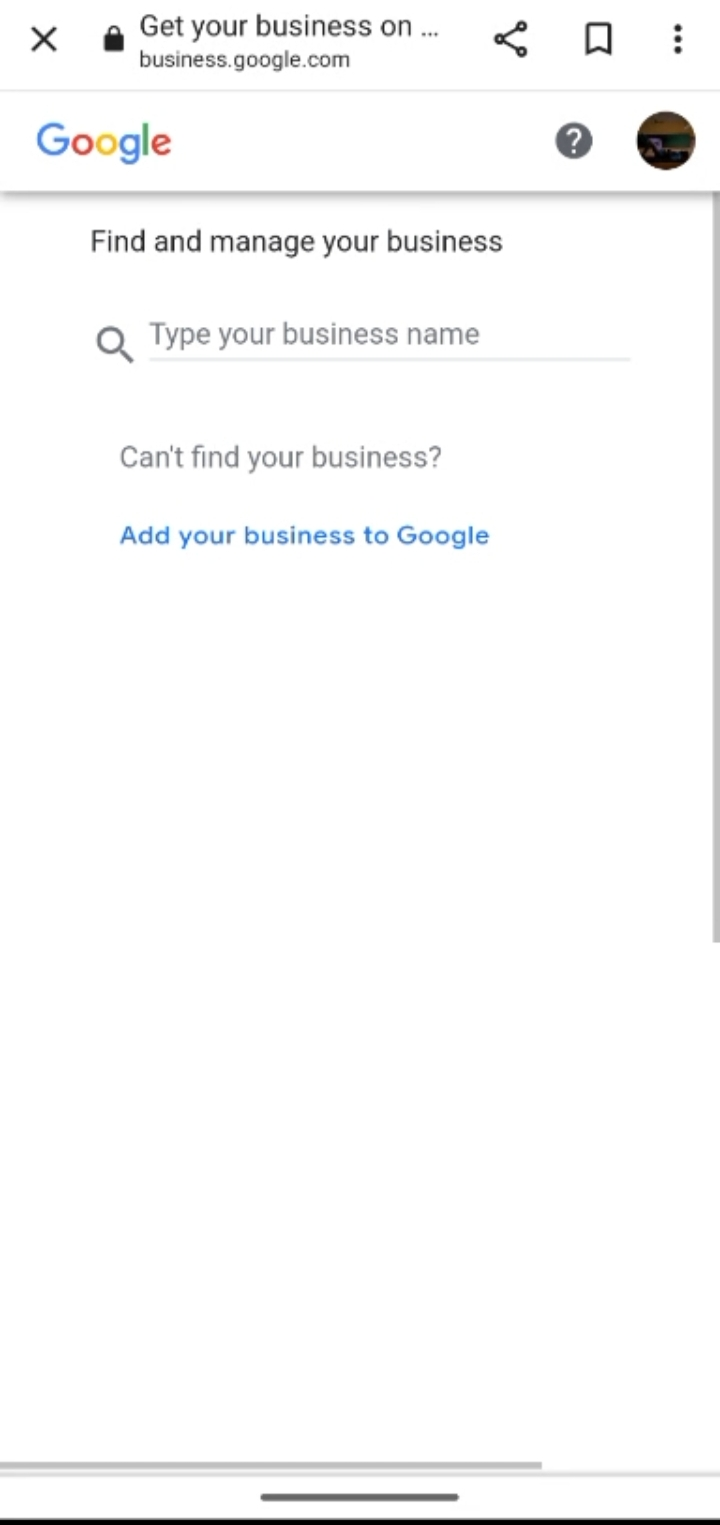 Get your business on ...
business.google.com
Google
?
Find and manage your business
Type your business name
Can't find your business?
Add your business to Google